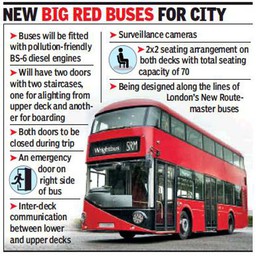 NEW BIG RED BUSES FOR CITY
➤ Buses will be fitted
with pollution-friendly
BS-6 diesel engines
➤ Will have two doors
with two staircases,
one for alighting from
upper deck and anoth-
er for boarding
➤ Both doors to be
closed during trip
➤ An emergency
door on
right side
of bus
➤ Inter-deck
communication
between lower
and upper decks
➤ Surveillance cameras
➤ 2x2 seating arrangement on
both decks with total seating
capacity of 70
➤ Being designed along the lines of
London's New Route-
master buses
Wrightbus
SRM